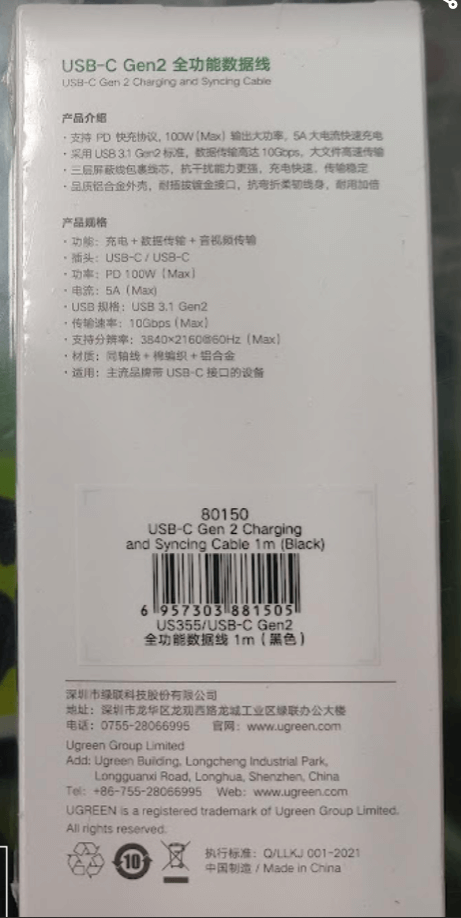 USB-C Gen2 全功能数据线
USB-C Gen 2 Charging and Syncing Cable
产品介绍
· 支持 PD 快充协议，100W (Max) 输出大功率，5A 大电流快速充电
· 采用 USB 3.1 Gen2 标准，数据传输高达 10Gbps，大文件高速传输
· 三层屏蔽线包裹线芯，抗干扰能力更强，充电快速，传输稳定
· 品质铝合金外壳，耐插拔镀金接口，抗弯折柔韧线身，耐用加倍
产品规格
· 功能：充电 + 数据传输 + 音视频传输
· 插头：USB-C / USB-C
· 功率：PD 100W (Max)
· 电流：5A (Max)
· USB 规格：USB 3.1 Gen2
· 传输速率：10Gbps (Max)
· 支持分辨率：3840×2160@60Hz (Max)
· 材质：同轴线 + 棉编织 + 铝合金
· 适用：主流品牌带 USB-C 接口的设备
80150
USB-C Gen 2 Charging
and Syncing Cable 1m (Black)
6 957303 881505
US355/USB-C Gen2
全功能数据线 1m (黑色)
深圳市绿联科技股份有限公司
地址：深圳市龙华区龙观西路龙城工业区绿联办公大楼
电话：0755-28066995 官网：www.ugreen.com
Ugreen Group Limited
Add: Ugreen Building, Longcheng Industrial Park,
Longguanxi Road, Longhua, Shenzhen, China
Tel: +86-755-28066995 Web: www.ugreen.com
UGREEN is a registered trademark of Ugreen Group Limited.
All rights reserved.
10
执行标准：Q/LLKJ 001-2021
中国制造 / Made in China